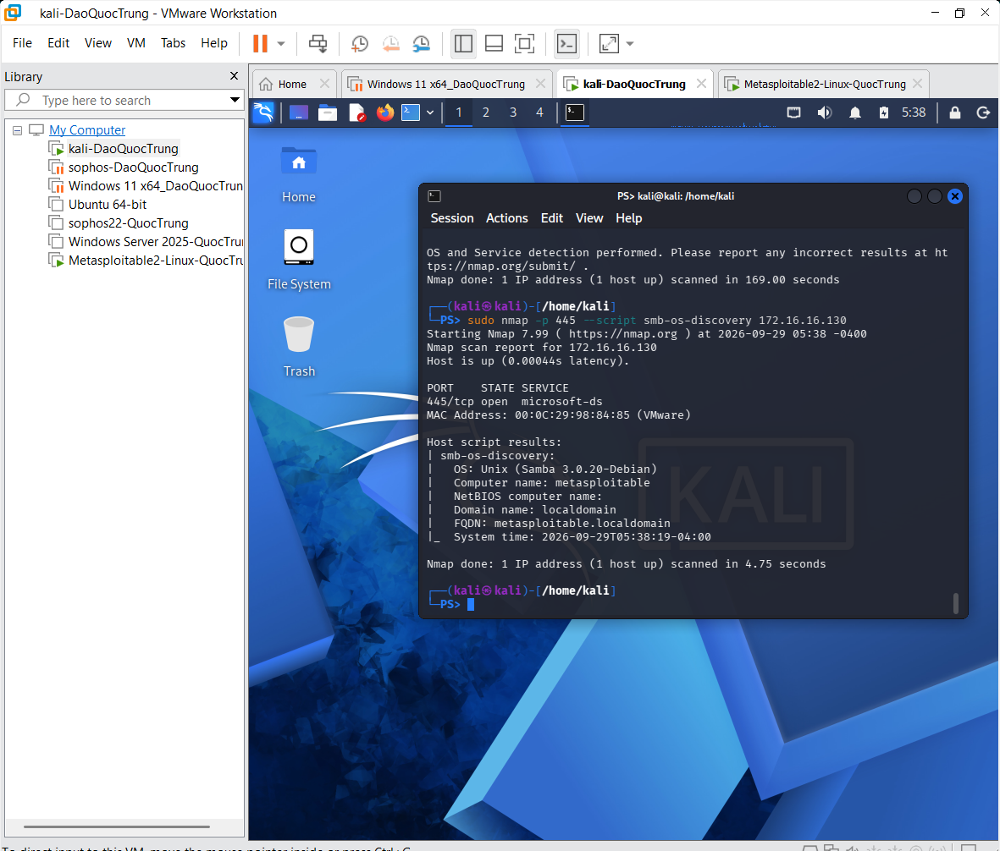 kali-DaoQuocTrung - VMware Workstation
File Edit View VM Tabs Help
Library
Type here to search
My Computer
kali-DaoQuocTrung
sophos-DaoQuocTrung
Windows 11 x64_DaoQuocTrun
Ubuntu 64-bit
sophos22-QuocTrung
Windows Server 2025-QuocTru
Metasploitable2-Linux-QuocTru
Home
Windows 11 x64_DaoQuocTrung
kali-DaoQuocTrung
Metasploitable2-Linux-QuocTrung
1 2 3 4
5:38
Home
File System
Trash
PS> kali@kali: /home/kali
Session Actions Edit View Help
OS and Service detection performed. Please report any incorrect results at ht
tps://nmap.org/submit/ .
Nmap done: 1 IP address (1 host up) scanned in 169.00 seconds
┌──(kali㉿kali)-[/home/kali]
└─PS> sudo nmap -p 445 --script smb-os-discovery 172.16.16.130
Starting Nmap 7.99 ( https://nmap.org ) at 2026-09-29 05:38 -0400
Nmap scan report for 172.16.16.130
Host is up (0.00044s latency).
PORT    STATE SERVICE
445/tcp open  microsoft-ds
MAC Address: 00:0C:29:98:84:85 (VMware)
Host script results:
| smb-os-discovery:
|   OS: Unix (Samba 3.0.20-Debian)
|   Computer name: metasploitable
|   NetBIOS computer name:
|   Domain name: localdomain
|   FQDN: metasploitable.localdomain
|_  System time: 2026-09-29T05:38:19-04:00
Nmap done: 1 IP address (1 host up) scanned in 4.75 seconds
┌──(kali㉿kali)-[/home/kali]
└─PS>
KALI
To direct input to this VM, move the mouse pointer inside or press Ctrl+G.